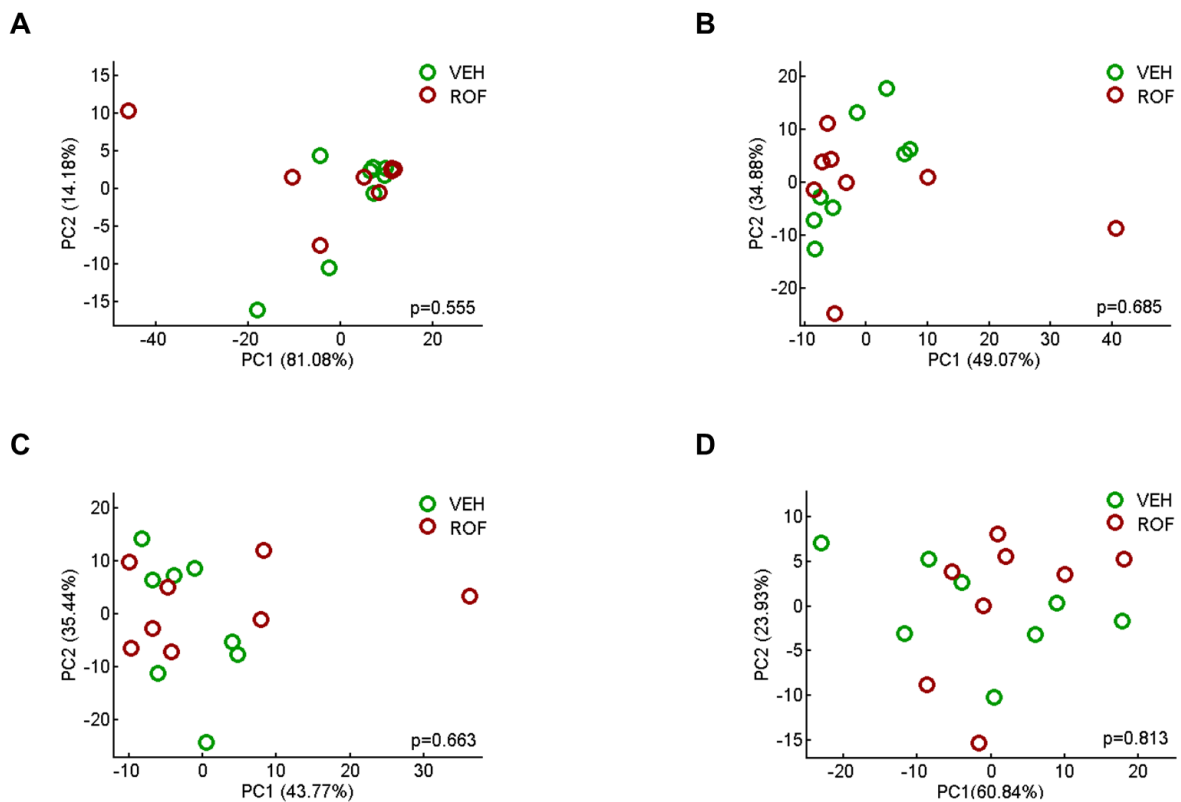 A
VEH
ROF
15
10
5
0
-5
-10
-15
PC2 (14.18%)
p=0.555
-40 -20 0 20
PC1 (81.08%)
B
VEH
ROF
20
10
0
-10
-20
PC2 (34.88%)
p=0.685
-10 0 10 20 30 40
PC1 (49.07%)
C
VEH
ROF
20
10
0
-10
-20
PC2 (35.44%)
p=0.663
-10 0 10 20 30
PC1 (43.77%)
D
VEH
ROF
10
5
0
-5
-10
-15
PC2 (23.93%)
p=0.813
-20 -10 0 10 20
PC1(60.84%)